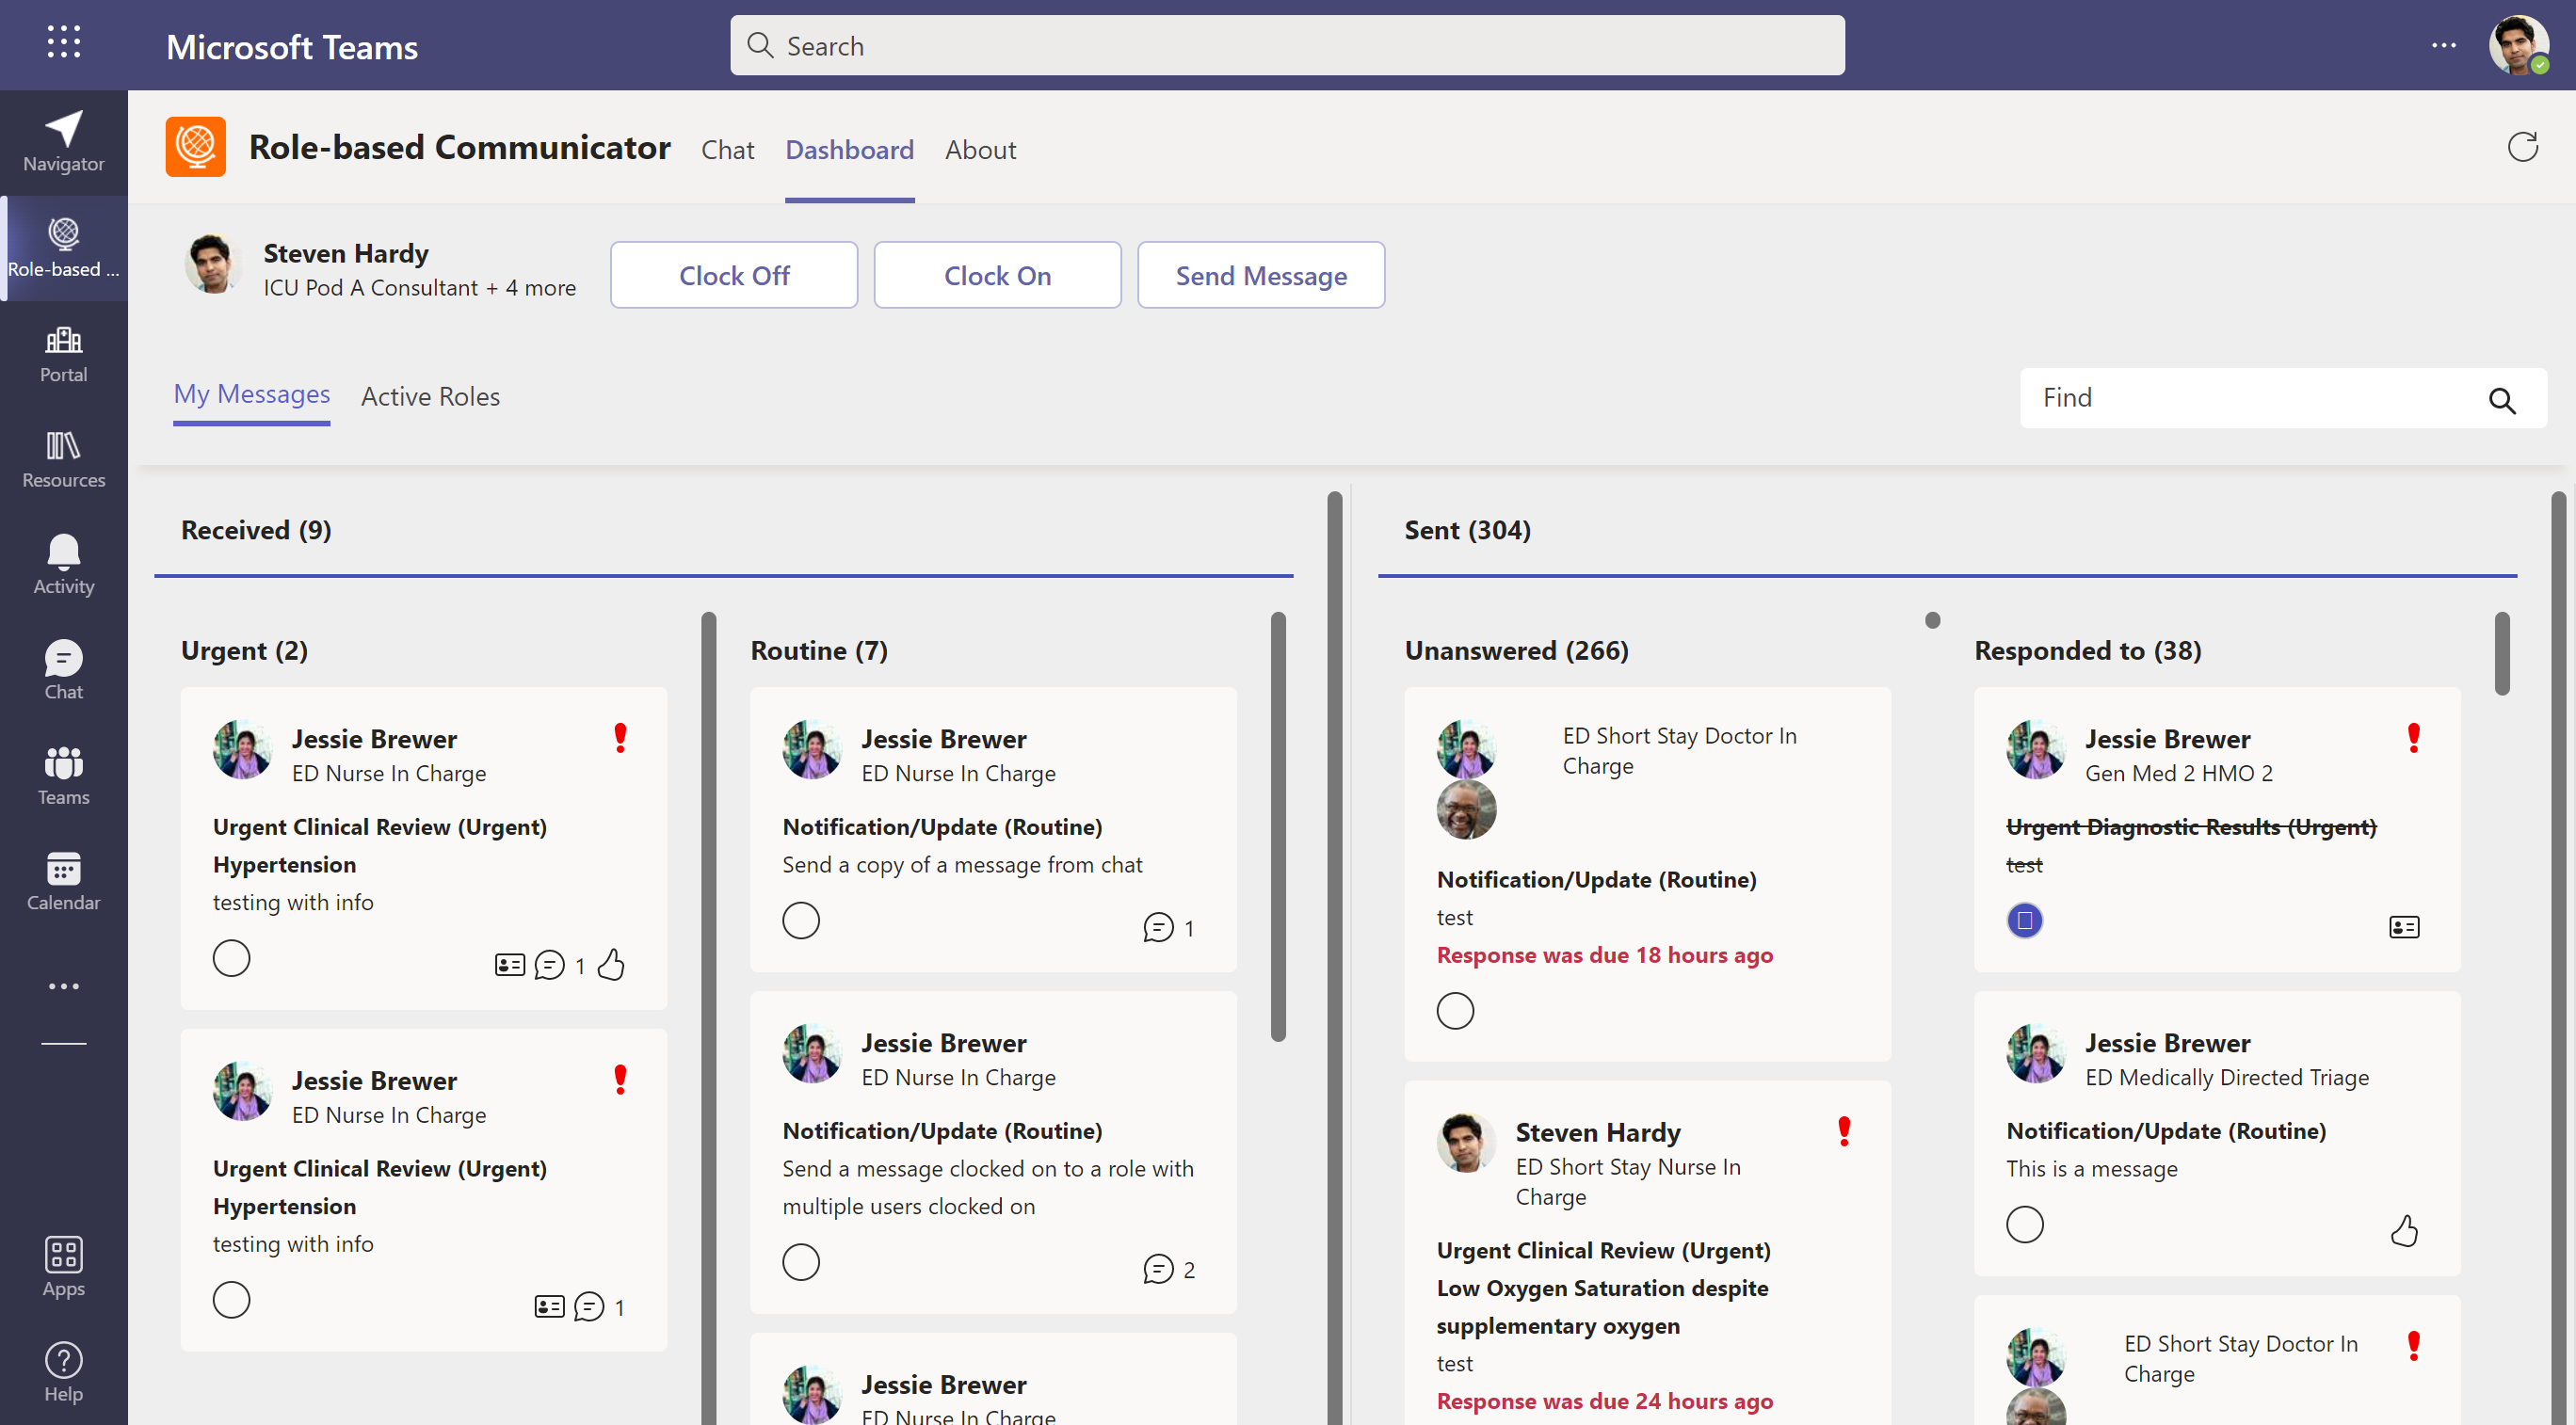 Microsoft Teams
Search
Navigator
Role-based ...
Portal
Resources
Activity
Chat
Teams
Calendar
Apps
Help
Role-based Communicator
Chat
Dashboard
About
Steven Hardy
ICU Pod A Consultant + 4 more
Clock Off
Clock On
Send Message
My Messages
Active Roles
Find
Received (9)
Urgent (2)
Jessie Brewer
ED Nurse In Charge
Urgent Clinical Review (Urgent)
Hypertension
testing with info
1
Jessie Brewer
ED Nurse In Charge
Urgent Clinical Review (Urgent)
Hypertension
testing with info
1
Routine (7)
Jessie Brewer
ED Nurse In Charge
Notification/Update (Routine)
Send a copy of a message from chat
1
Jessie Brewer
ED Nurse In Charge
Notification/Update (Routine)
Send a message clocked on to a role with
multiple users clocked on
2
Jessie Brewer
ED Nurse In Charge
Sent (304)
Unanswered (266)
ED Short Stay Doctor In
Charge
Notification/Update (Routine)
test
Response was due 18 hours ago
Steven Hardy
ED Short Stay Nurse In
Charge
Urgent Clinical Review (Urgent)
Low Oxygen Saturation despite
supplementary oxygen
test
Response was due 24 hours ago
Responded to (38)
Jessie Brewer
Gen Med 2 HMO 2
Urgent Diagnostic Results (Urgent)
test
Jessie Brewer
ED Medically Directed Triage
Notification/Update (Routine)
This is a message
ED Short Stay Doctor In
Charge